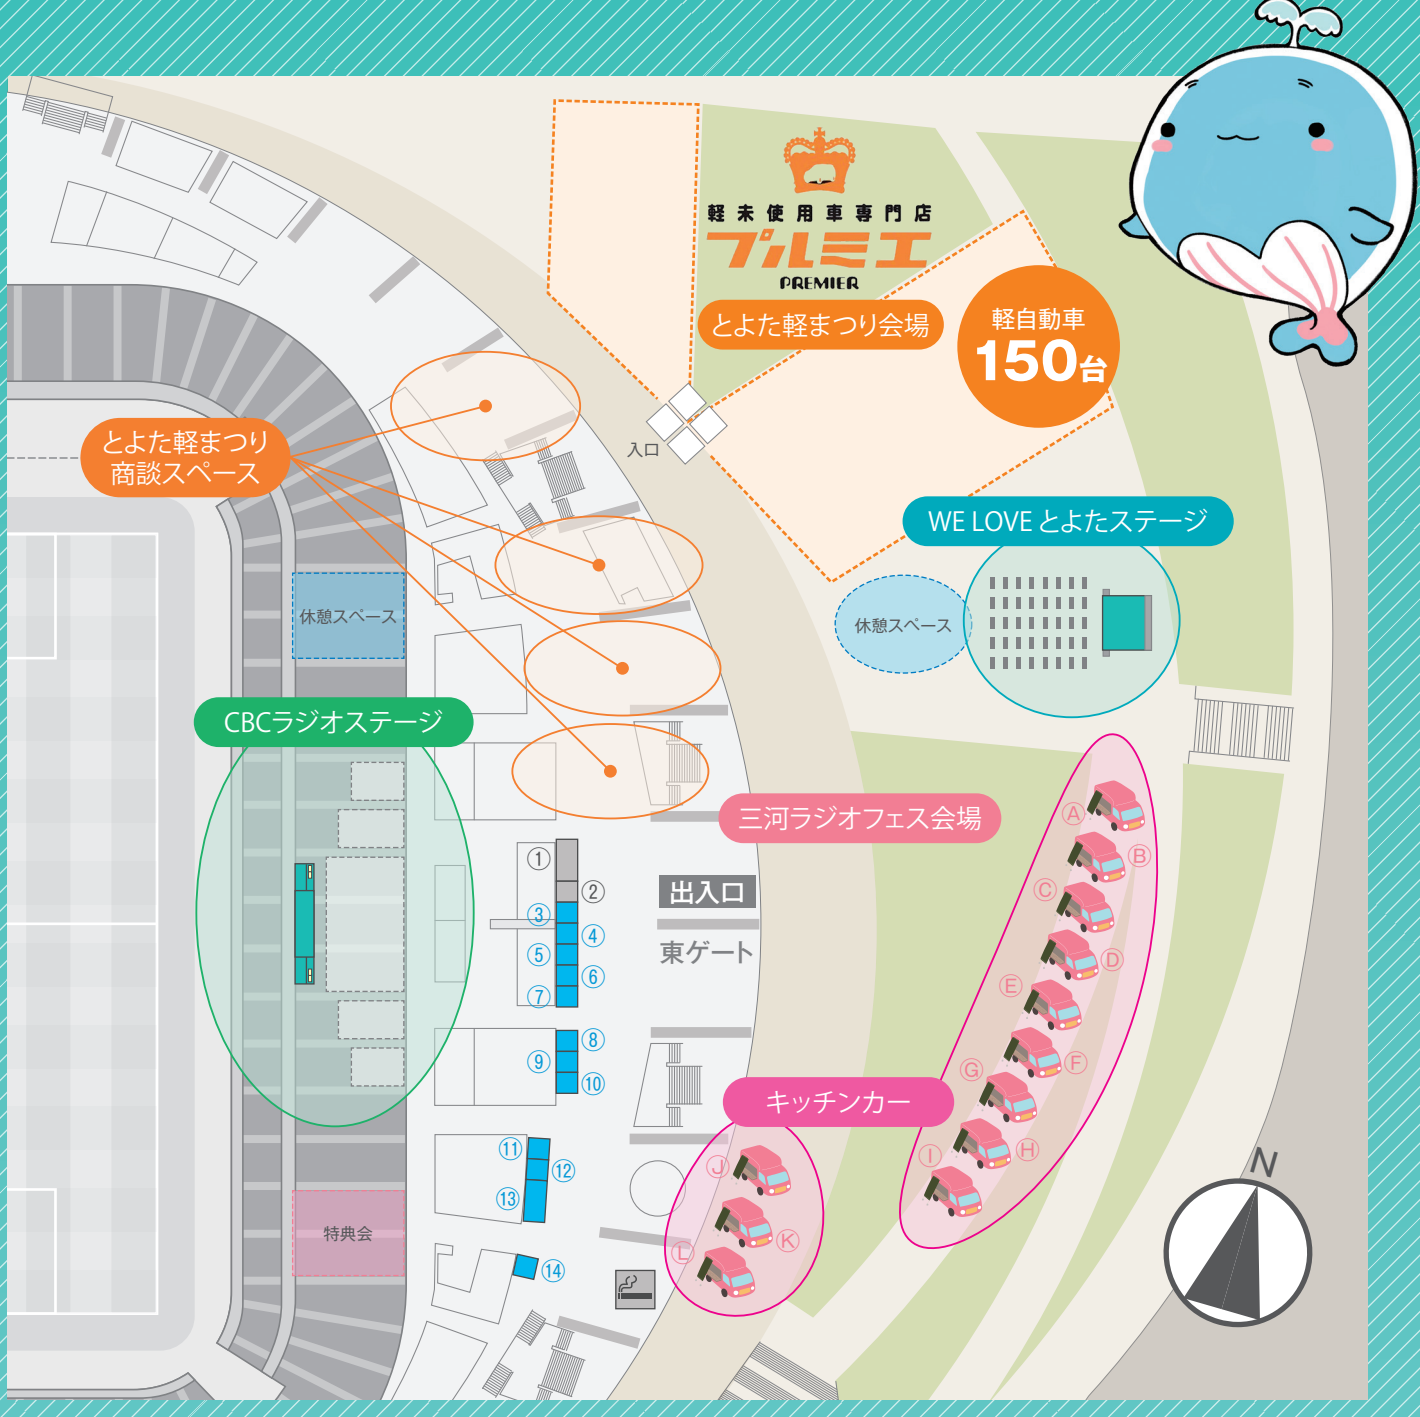 軽未使用車専門店
プルミエ
PREMIER
とよた軽まつり会場
軽自動車
150台
入口
とよた軽まつり
商談スペース
WE LOVE とよたステージ
休憩スペース
休憩スペース
CBCラジオステージ
三河ラジオフェス会場
出入口
東ゲート
①
②
③
④
⑤
⑥
⑦
⑧
⑨
⑩
⑪
⑫
⑬
⑭
Ⓐ
Ⓑ
Ⓒ
Ⓓ
Ⓔ
Ⓕ
Ⓖ
Ⓗ
Ⓘ
キッチンカー
Ⓙ
Ⓚ
Ⓛ
特典会
N